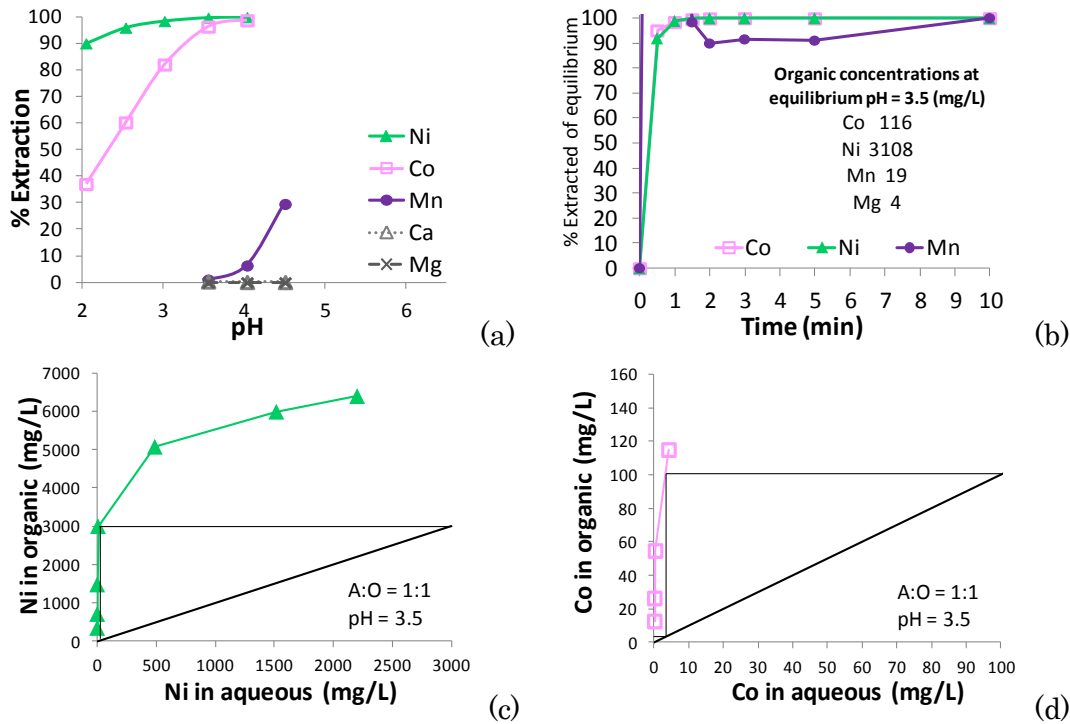 100
90
80
70
60
50
40
30
20
10
0
% Extraction
Ni
Co
Mn
Ca
Mg
2 3 4 5 6
pH
(a)
100
90
80
70
60
50
40
30
20
10
0
% Extracted of equilibrium
Organic concentrations at
equilibrium pH = 3.5 (mg/L)
Co 116
Ni 3108
Mn 19
Mg 4
Co Ni Mn
0 1 2 3 4 5 6 7 8 9 10
Time (min)
(b)
7000
6000
5000
4000
3000
2000
1000
0
Ni in organic (mg/L)
A:O = 1:1
pH = 3.5
0 500 1000 1500 2000 2500 3000
Ni in aqueous (mg/L)
(c)
160
140
120
100
80
60
40
20
0
Co in organic (mg/L)
A:O = 1:1
pH = 3.5
0 10 20 30 40 50 60 70 80 90 100
Co in aqueous (mg/L)
(d)